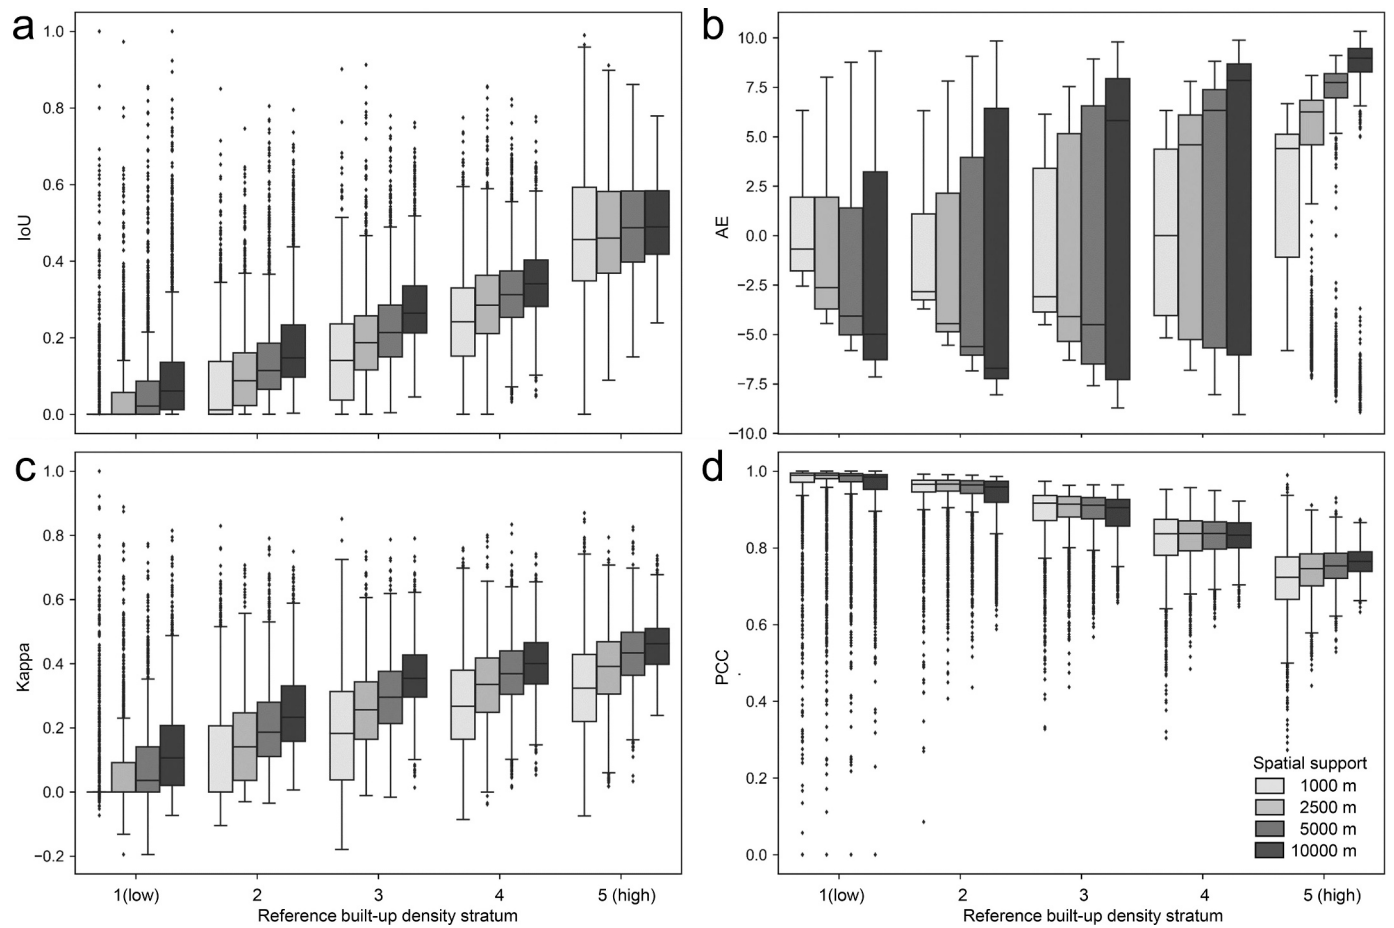 a
1.0
0.8
0.6
0.4
0.2
0.0
IoU
b
10.0
7.5
5.0
2.5
0.0
−2.5
−5.0
−7.5
−10.0
AE
c
1.0
0.8
0.6
0.4
0.2
0.0
−0.2
Kappa
1(low) 2 3 4 5 (high)
Reference built-up density stratum
d
1.0
0.8
0.6
0.4
0.2
0.0
PCC
Spatial support
1000 m
2500 m
5000 m
10000 m
1(low) 2 3 4 5 (high)
Reference built-up density stratum